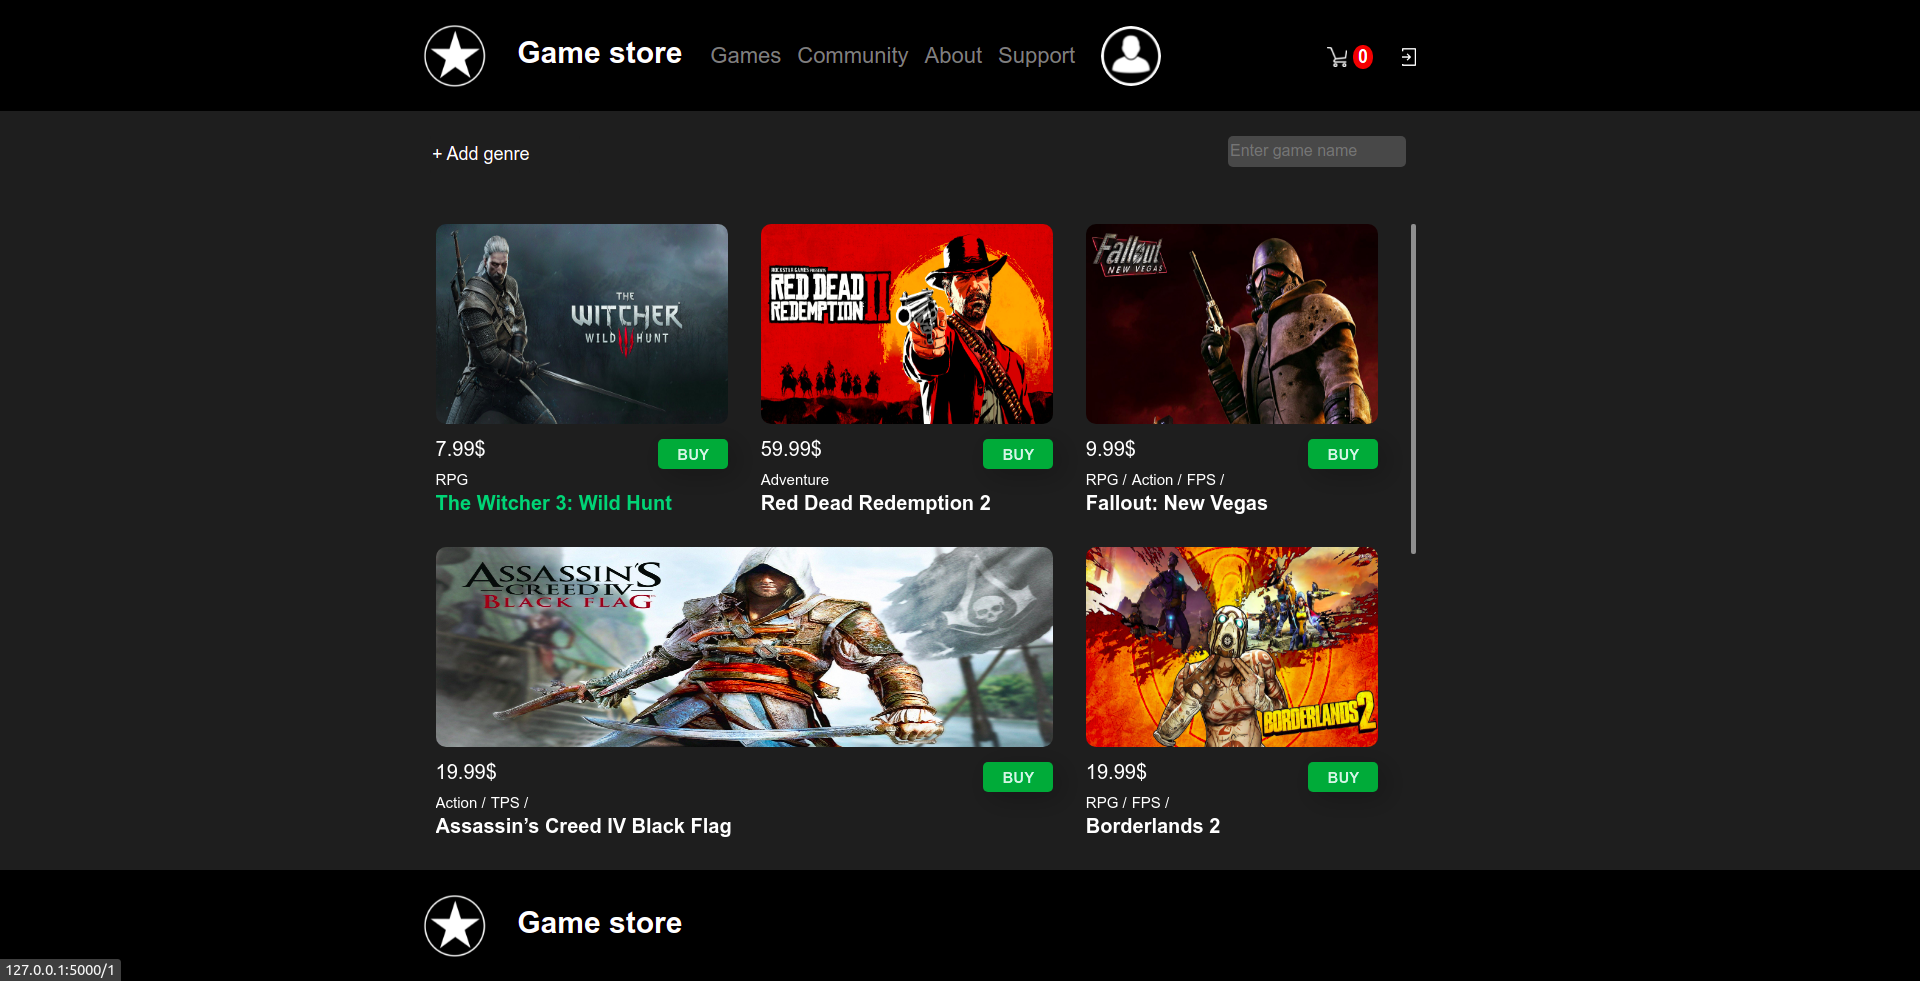 Game store
Games Community About Support
0
+ Add genre
Enter game name
THE
WITCHER
WILD HUNT
ROCKSTAR GAMES PRESENTS
RED DEAD
REDEMPTION II
Fallout
NEW VEGAS
7.99$
BUY
RPG
The Witcher 3: Wild Hunt
59.99$
BUY
Adventure
Red Dead Redemption 2
9.99$
BUY
RPG / Action / FPS /
Fallout: New Vegas
ASSASSIN'S
CREED IV
BLACK FLAG
BORDERLANDS 2
19.99$
BUY
Action / TPS /
Assassin’s Creed IV Black Flag
19.99$
BUY
RPG / FPS /
Borderlands 2
Game store
127.0.0.1:5000/1